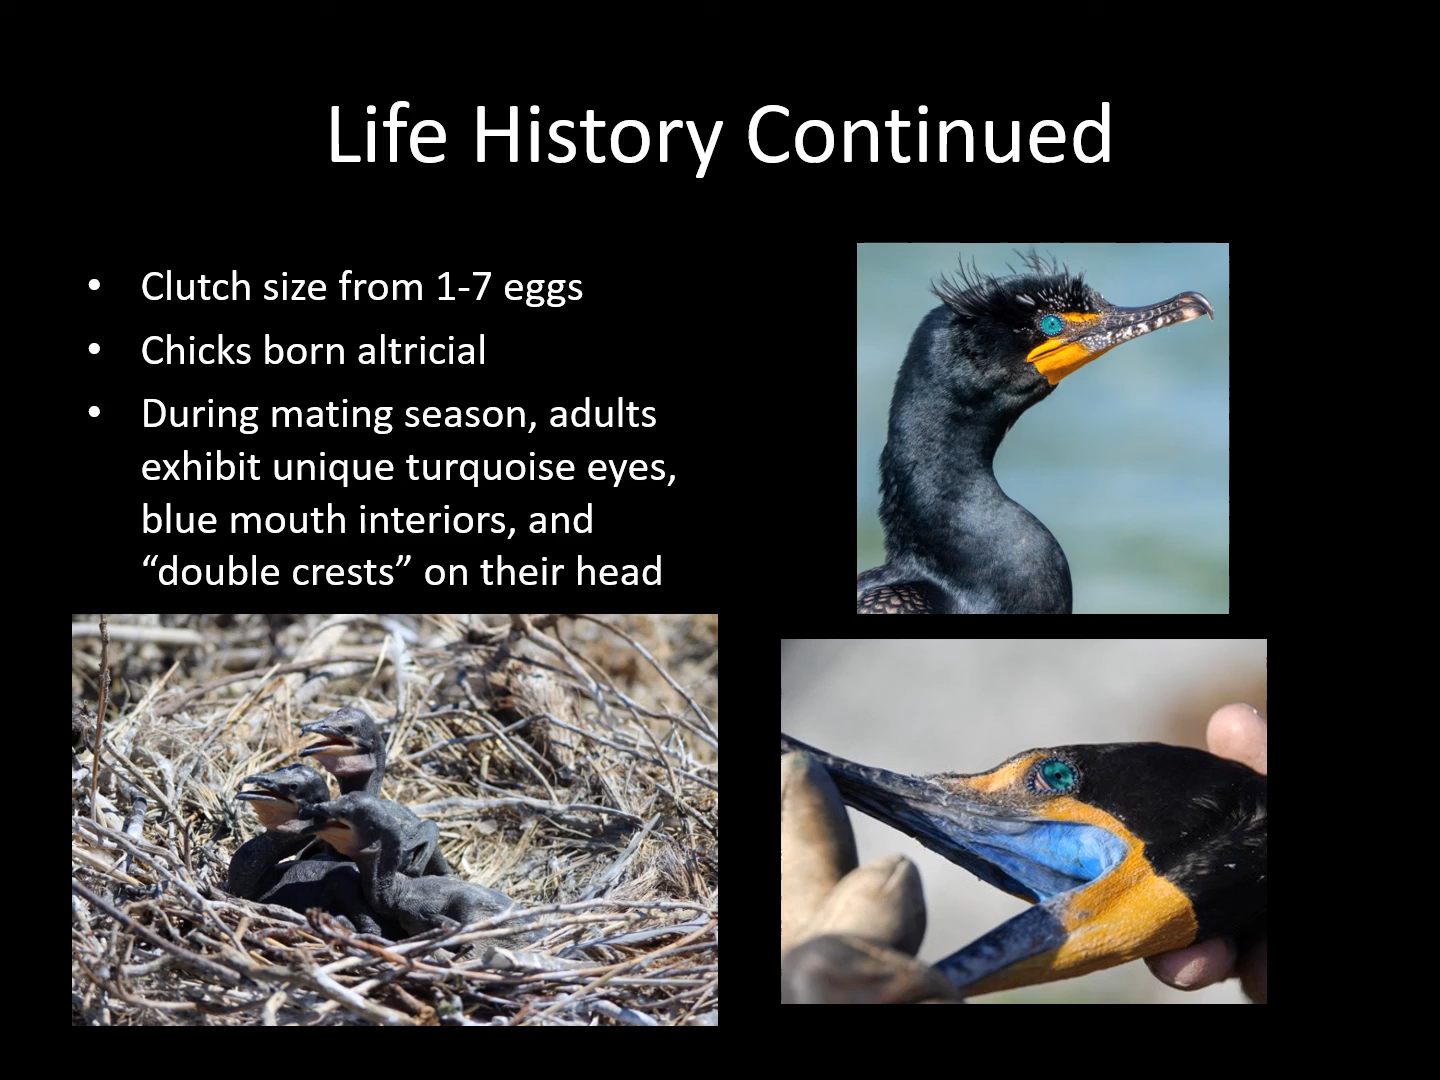 Life History Continued
• Clutch size from 1-7 eggs
• Chicks born altricial
• During mating season, adults
exhibit unique turquoise eyes,
blue mouth interiors, and
“double crests” on their head